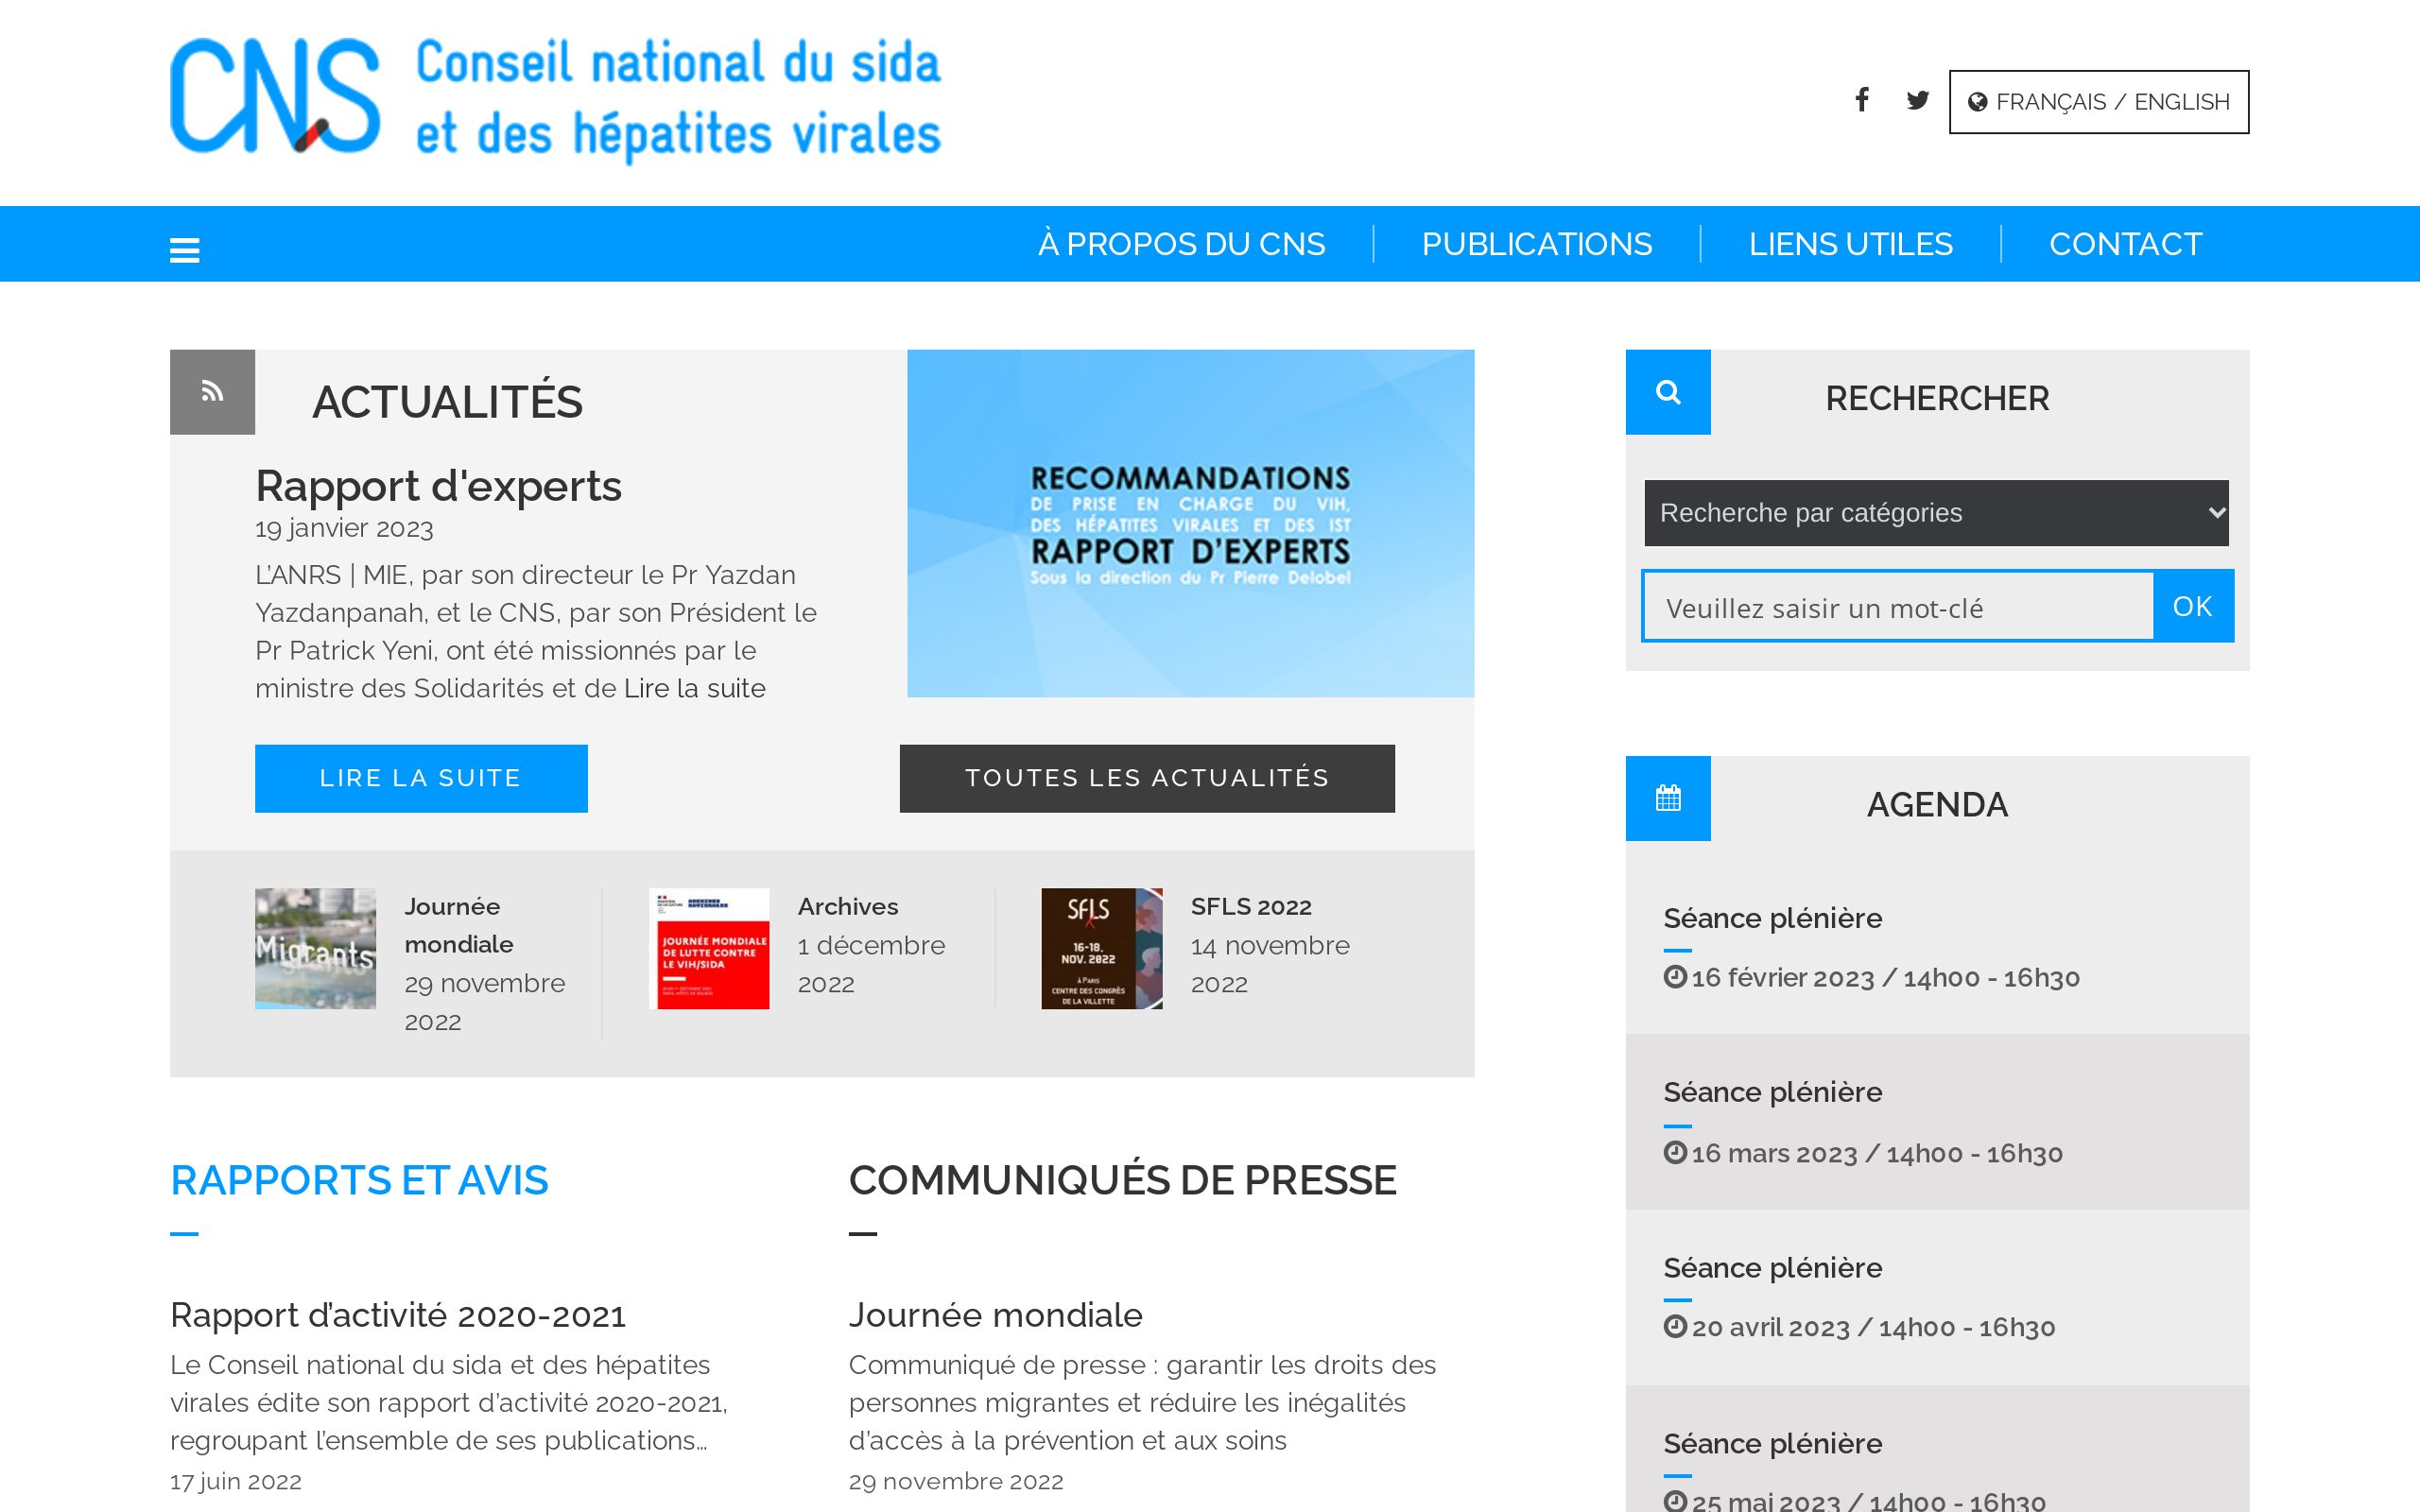 CNS
Conseil national du sida
et des hépatites virales
FRANÇAIS / ENGLISH
À PROPOS DU CNS
PUBLICATIONS
LIENS UTILES
CONTACT
ACTUALITÉS
Rapport d'experts
19 janvier 2023
L’ANRS | MIE, par son directeur le Pr Yazdan
Yazdanpanah, et le CNS, par son Président le
Pr Patrick Yeni, ont été missionnés par le
ministre des Solidarités et de Lire la suite
RECOMMANDATIONS
DE PRISE EN CHARGE DU VIH,
DES HÉPATITES VIRALES ET DES IST
RAPPORT D’EXPERTS
Sous la direction du Pr Pierre Delobel
LIRE LA SUITE
TOUTES LES ACTUALITÉS
Migrants
Journée
mondiale
29 novembre
2022
JOURNÉE MONDIALE
DE LUTTE CONTRE
LE VIH/SIDA
Archives
1 décembre
2022
SFLS
16-18,
NOV. 2022
À PARIS
CENTRE DES CONGRÈS
DE LA VILLETTE
SFLS 2022
14 novembre
2022
RECHERCHER
Recherche par catégories
Veuillez saisir un mot-clé
OK
AGENDA
Séance plénière
16 février 2023 / 14h00 - 16h30
Séance plénière
16 mars 2023 / 14h00 - 16h30
Séance plénière
20 avril 2023 / 14h00 - 16h30
Séance plénière
25 mai 2023 / 14h00 - 16h30
RAPPORTS ET AVIS
Rapport d’activité 2020-2021
Le Conseil national du sida et des hépatites
virales édite son rapport d’activité 2020-2021,
regroupant l’ensemble de ses publications…
17 juin 2022
COMMUNIQUÉS DE PRESSE
Journée mondiale
Communiqué de presse : garantir les droits des
personnes migrantes et réduire les inégalités
d’accès à la prévention et aux soins
29 novembre 2022